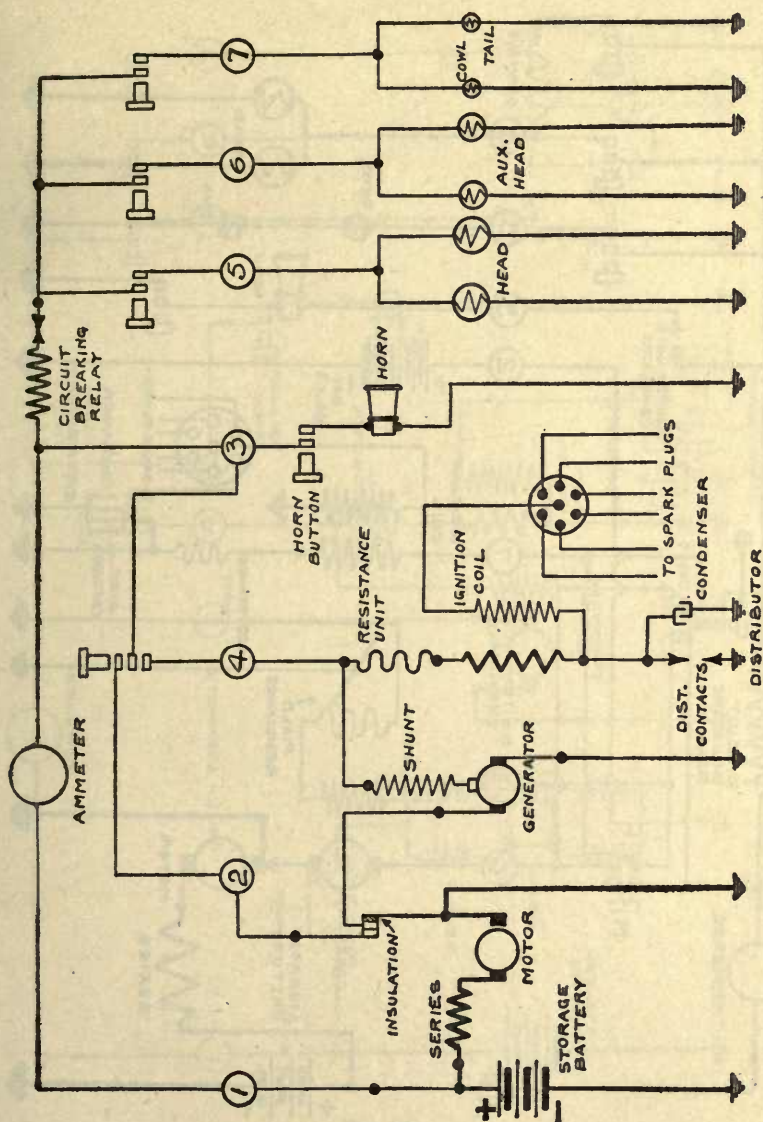 AMMETER
CIRCUIT
BREAKING
RELAY
1
2
4
3
5
6
7
HORN
BUTTON
HORN
HEAD
AUX.
HEAD
COWL
TAIL
RESISTANCE
UNIT
IGNITION
COIL
TO SPARK PLUGS
CONDENSER
DIST.
CONTACTS
DISTRIBUTOR
SHUNT
GENERATOR
INSULATION
MOTOR
SERIES
STORAGE
BATTERY
+
-